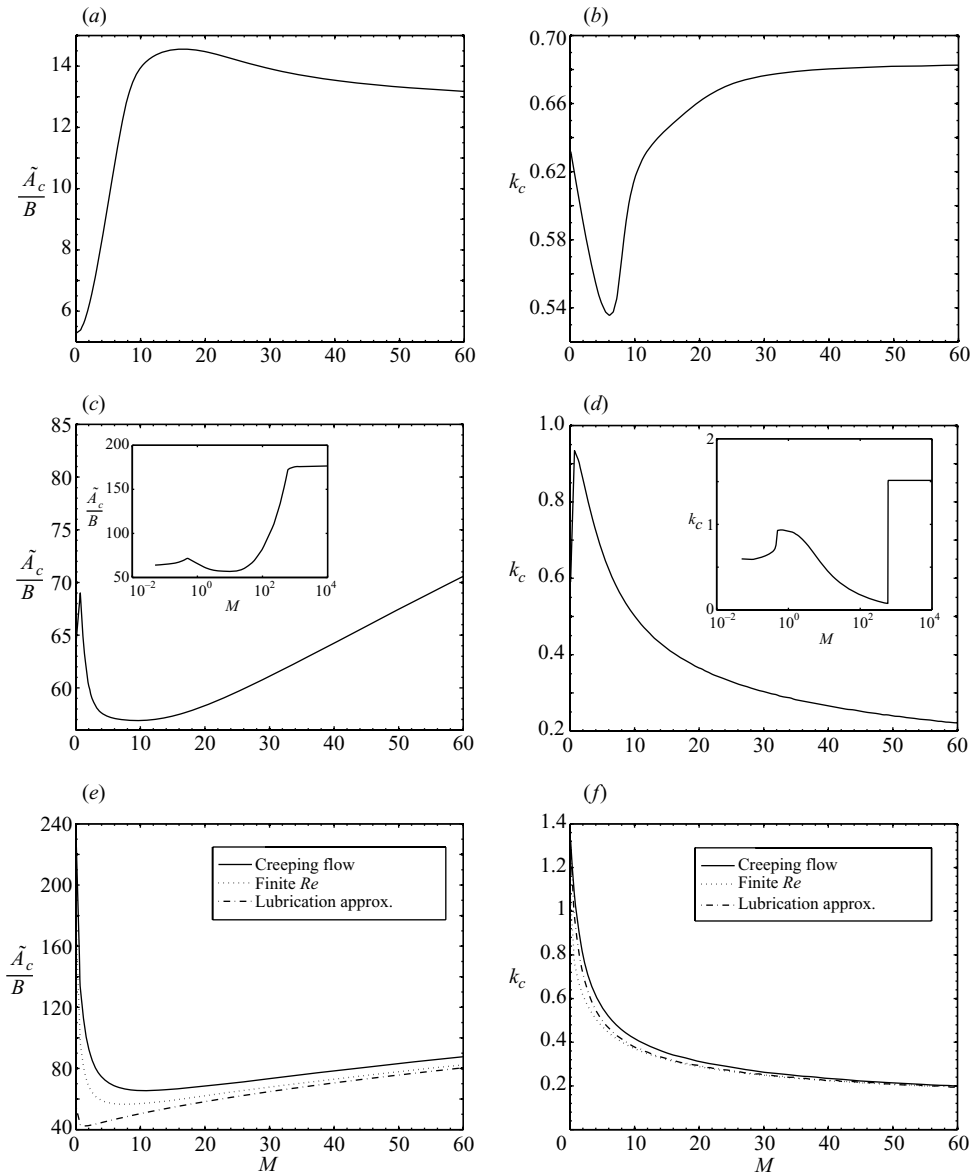 (a)
14
12
10
8
6
Ã_c
B
0 10 20 30 40 50 60
(b)
0.70
0.66
0.62
0.58
0.54
k_c
0 10 20 30 40 50 60
(c)
85
80
75
70
65
60
Ã_c
B
0 10 20 30 40 50 60
200
150
100
50
Ã_c
B
10^−2 10^0 10^2 10^4
M
(d)
1.0
0.8
0.6
0.4
0.2
k_c
0 10 20 30 40 50 60
2
1
0
k_c
10^−2 10^0 10^2 10^4
M
(e)
240
200
160
120
80
40
Ã_c
B
Creeping flow
Finite Re
Lubrication approx.
0 10 20 30 40 50 60
M
(f)
1.4
1.2
1.0
0.8
0.6
0.4
0.2
0
k_c
Creeping flow
Finite Re
Lubrication approx.
0 10 20 30 40 50 60
M